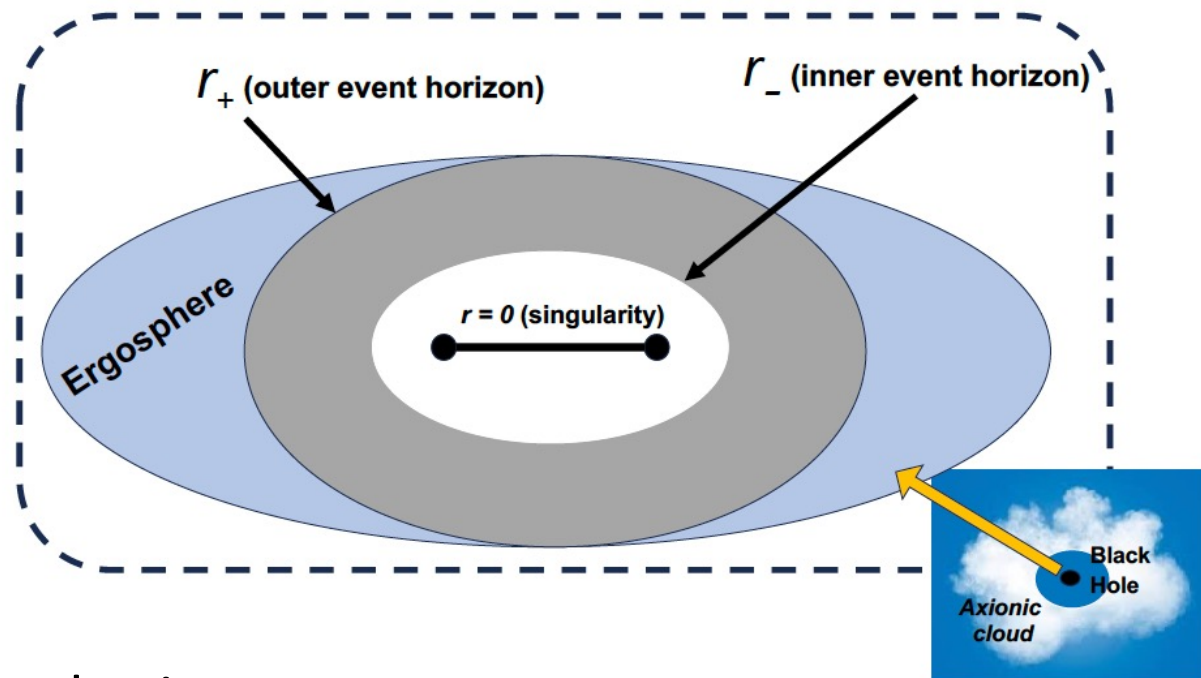 r₊ (outer event horizon)
r₋ (inner event horizon)
r = 0 (singularity)
Ergosphere
Black
Hole
Axionic
cloud